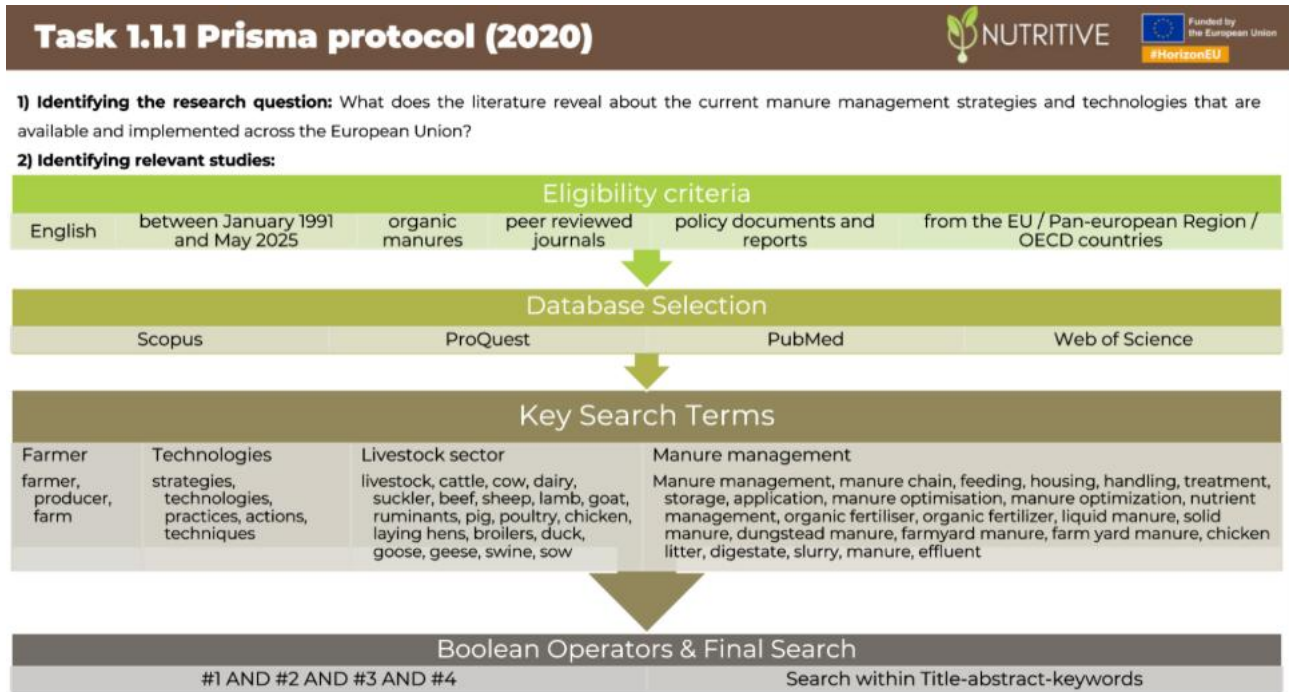 Task 1.1.1 Prisma protocol (2020)
NUTRITIVE
Funded by
the European Union
#HorizonEU
1) Identifying the research question: What does the literature reveal about the current manure management strategies and technologies that are
available and implemented across the European Union?
2) Identifying relevant studies:
Eligibility criteria
English
between January 1991
and May 2025
organic
manures
peer reviewed
journals
policy documents and
reports
from the EU / Pan-european Region /
OECD countries
Database Selection
Scopus
ProQuest
PubMed
Web of Science
Key Search Terms
Farmer
farmer,
producer,
farm
Technologies
strategies,
technologies,
practices, actions,
techniques
Livestock sector
livestock, cattle, cow, dairy,
suckler, beef, sheep, lamb, goat,
ruminants, pig, poultry, chicken,
laying hens, broilers, duck,
goose, geese, swine, sow
Manure management
Manure management, manure chain, feeding, housing, handling, treatment,
storage, application, manure optimisation, manure optimization, nutrient
management, organic fertiliser, organic fertilizer, liquid manure, solid
manure, dungstead manure, farmyard manure, farm yard manure, chicken
litter, digestate, slurry, manure, effluent
Boolean Operators & Final Search
#1 AND #2 AND #3 AND #4
Search within Title-abstract-keywords